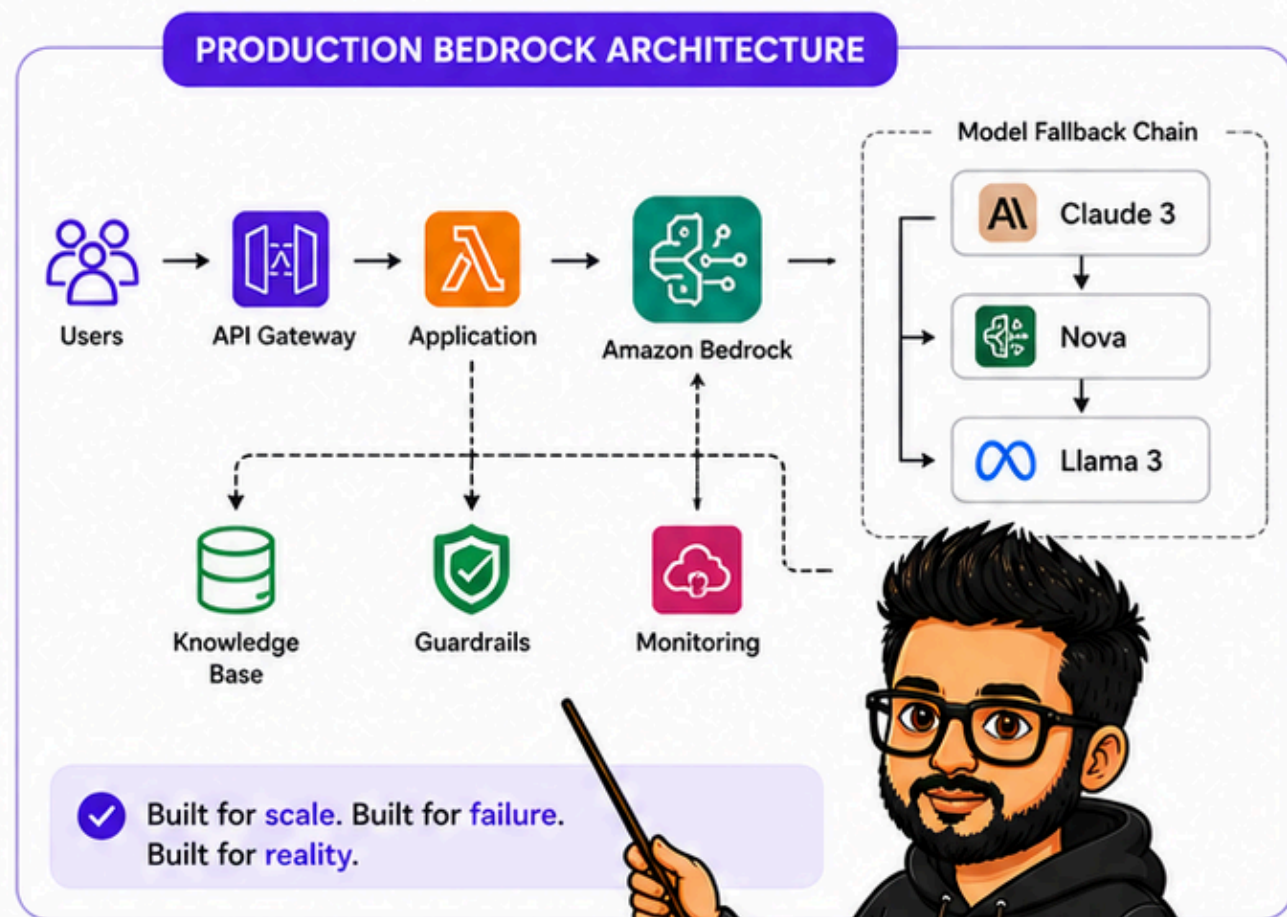 PRODUCTION BEDROCK ARCHITECTURE
Model Fallback Chain
Claude 3
Nova
Llama 3
Users
API Gateway
Application
Amazon Bedrock
Knowledge
Base
Guardrails
Monitoring
Built for scale. Built for failure.
Built for reality.